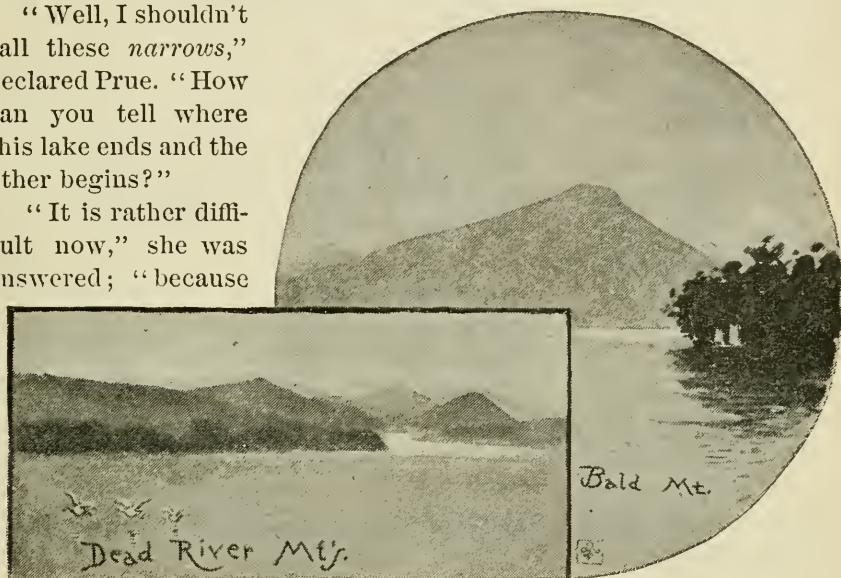 “Well, I shouldn’t
all these narrows,”
eclared Prue. “How
an you tell where
his lake ends and the
ther begins?”
“It is rather diffi-
ult now,” she was
nswered; “because
Bald Mt.
Dead River Mt's.